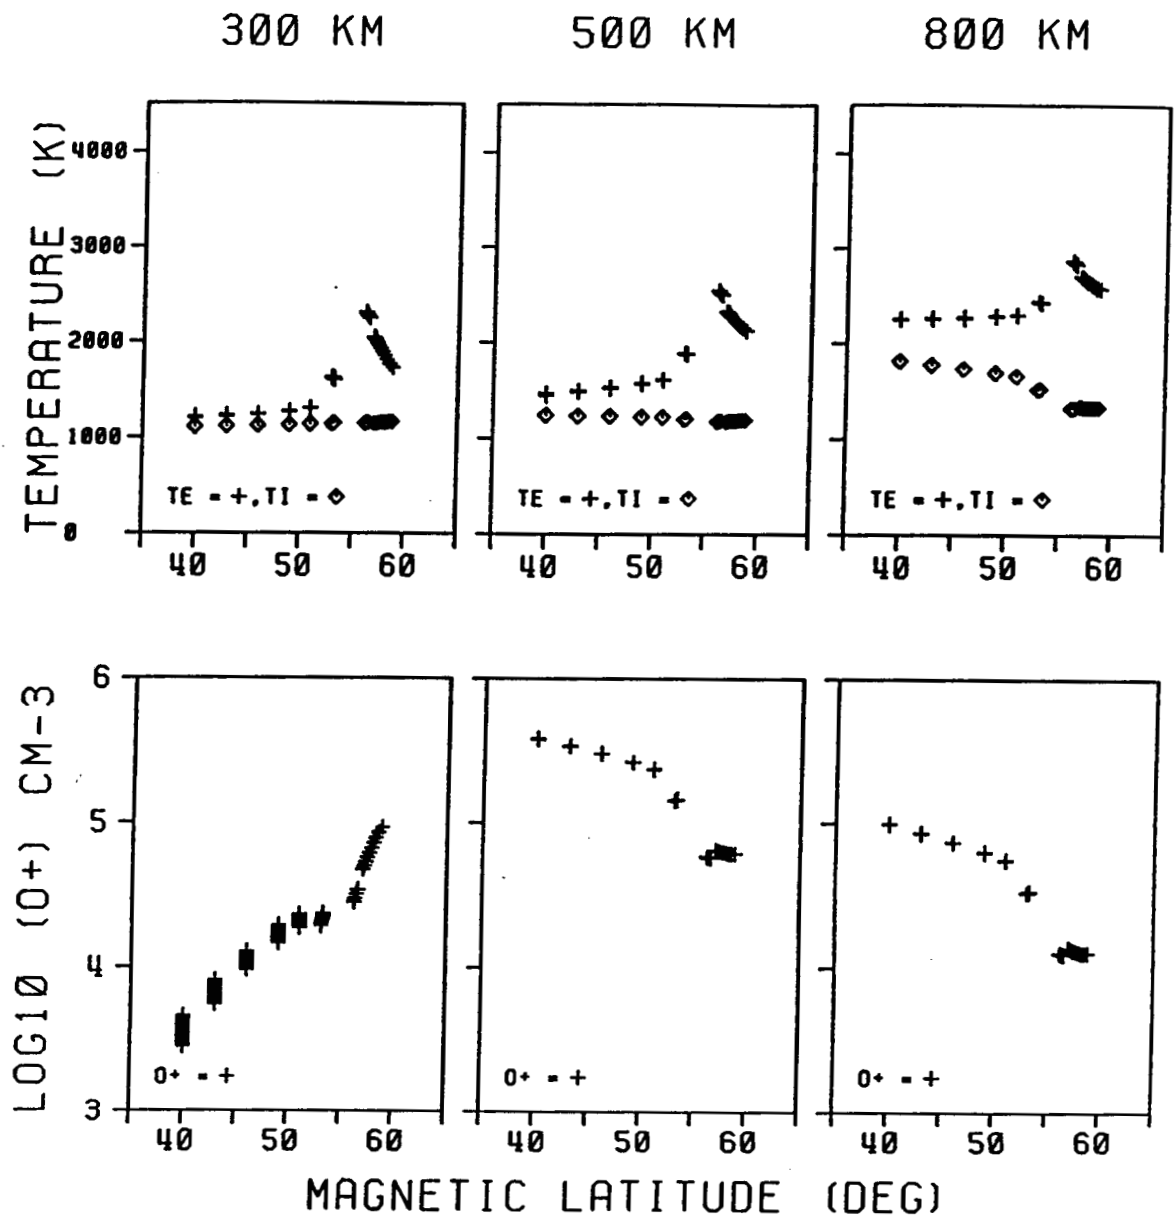 300 KM 500 KM 800 KM
TEMPERATURE (K)
4000
3000
2000
1000
0
TE = +, TI = ◇
TE = +, TI = ◇
TE = +, TI = ◇
40 50 60
40 50 60
40 50 60
LOG10 (O+) CM-3
6
5
4
3
O+ = +
O+ = +
O+ = +
40 50 60
40 50 60
40 50 60
MAGNETIC LATITUDE (DEG)